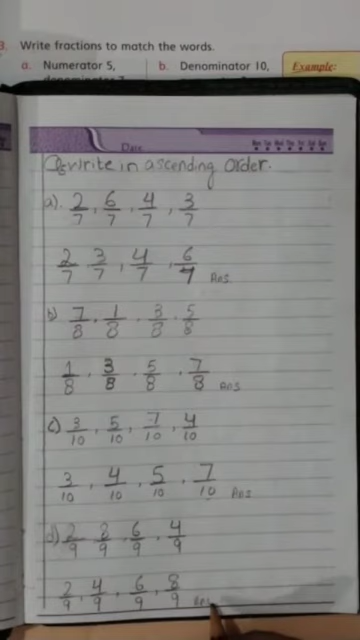 3. Write fractions to match the words.
a. Numerator 5, b. Denominator 10, Example:
Date
Q5 Write in ascending order.
a). 2/7, 6/7, 4/7, 3/7
2/7, 3/7, 4/7, 6/7 Ans
b) 7/8, 1/8, 3/8, 5/8
1/8, 3/8, 5/8, 7/8 Ans
c) 3/10, 5/10, 7/10, 4/10
3/10, 4/10, 5/10, 7/10 Ans
d) 2/9, 8/9, 6/9, 4/9
2/9, 4/9, 6/9, 8/9 Ans